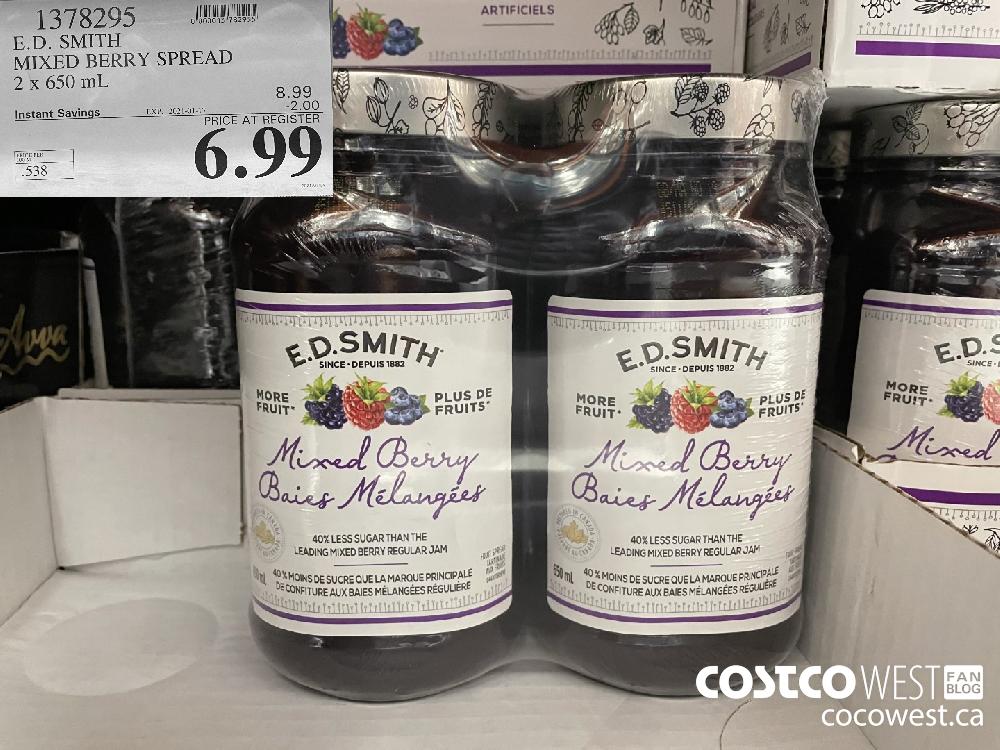 1378295
E.D. SMITH
MIXED BERRY SPREAD
2 x 650 mL
8.99
-2.00
Instant Savings
PRICE AT REGISTER
6.99
.538
ARTIFICIELS
Avva
E.D.SMITH
SINCE • DEPUIS 1882
MORE FRUIT*
PLUS DE FRUITS*
Mixed Berry
Baies Mélangées
40% LESS SUGAR THAN THE
LEADING MIXED BERRY REGULAR JAM
40 % MOINS DE SUCRE QUE LA MARQUE PRINCIPALE
DE CONFITURE AUX BAIES MÉLANGÉES RÉGULIÈRE
E.D.SMITH
SINCE • DEPUIS 1882
MORE FRUIT*
PLUS DE FRUITS*
Mixed Berry
Baies Mélangées
40% LESS SUGAR THAN THE
LEADING MIXED BERRY REGULAR JAM
650 mL
40 % MOINS DE SUCRE QUE LA MARQUE PRINCIPALE
DE CONFITURE AUX BAIES MÉLANGÉES RÉGULIÈRE
E.D.S
SINCE •
MORE
FRUIT*
Mixed
COSTCO WEST FAN BLOG
cocowest.ca